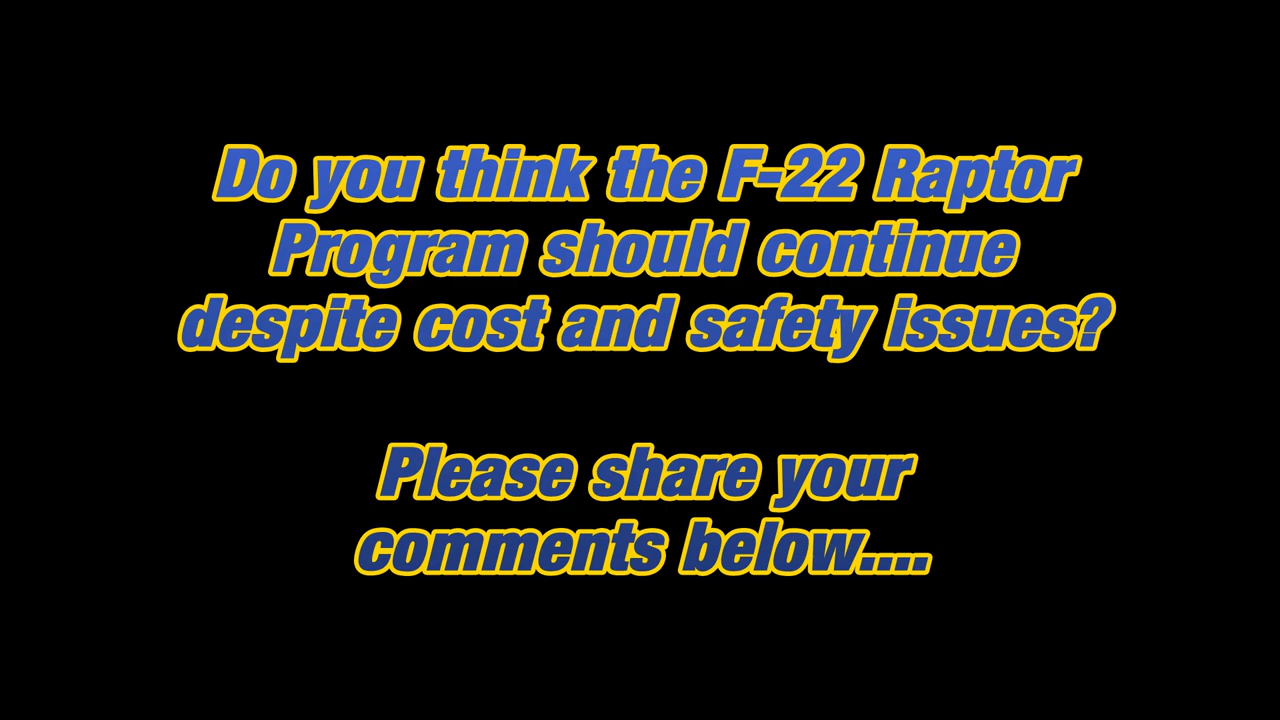 Do you think the F-22 Raptor
Program should continue
despite cost and safety issues?
Please share your
comments below....